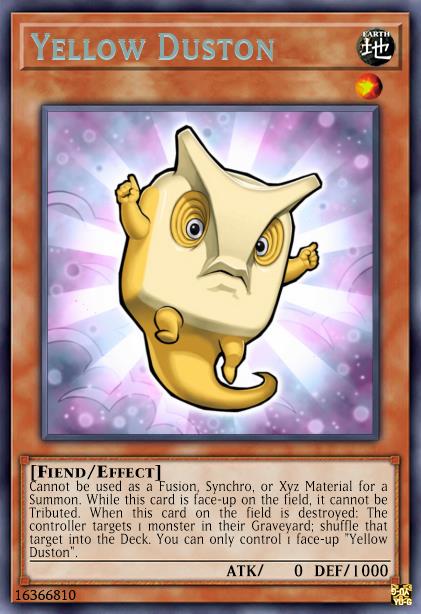 YELLOW DUSTON
EARTH
地
[FIEND/EFFECT]
Cannot be used as a Fusion, Synchro, or Xyz Material for a
Summon. While this card is face-up on the field, it cannot be
Tributed. When this card on the field is destroyed: The
controller targets 1 monster in their Graveyard; shuffle that
target into the Deck. You can only control 1 face-up "Yellow
Duston".
ATK/ 0 DEF/1000
16366810